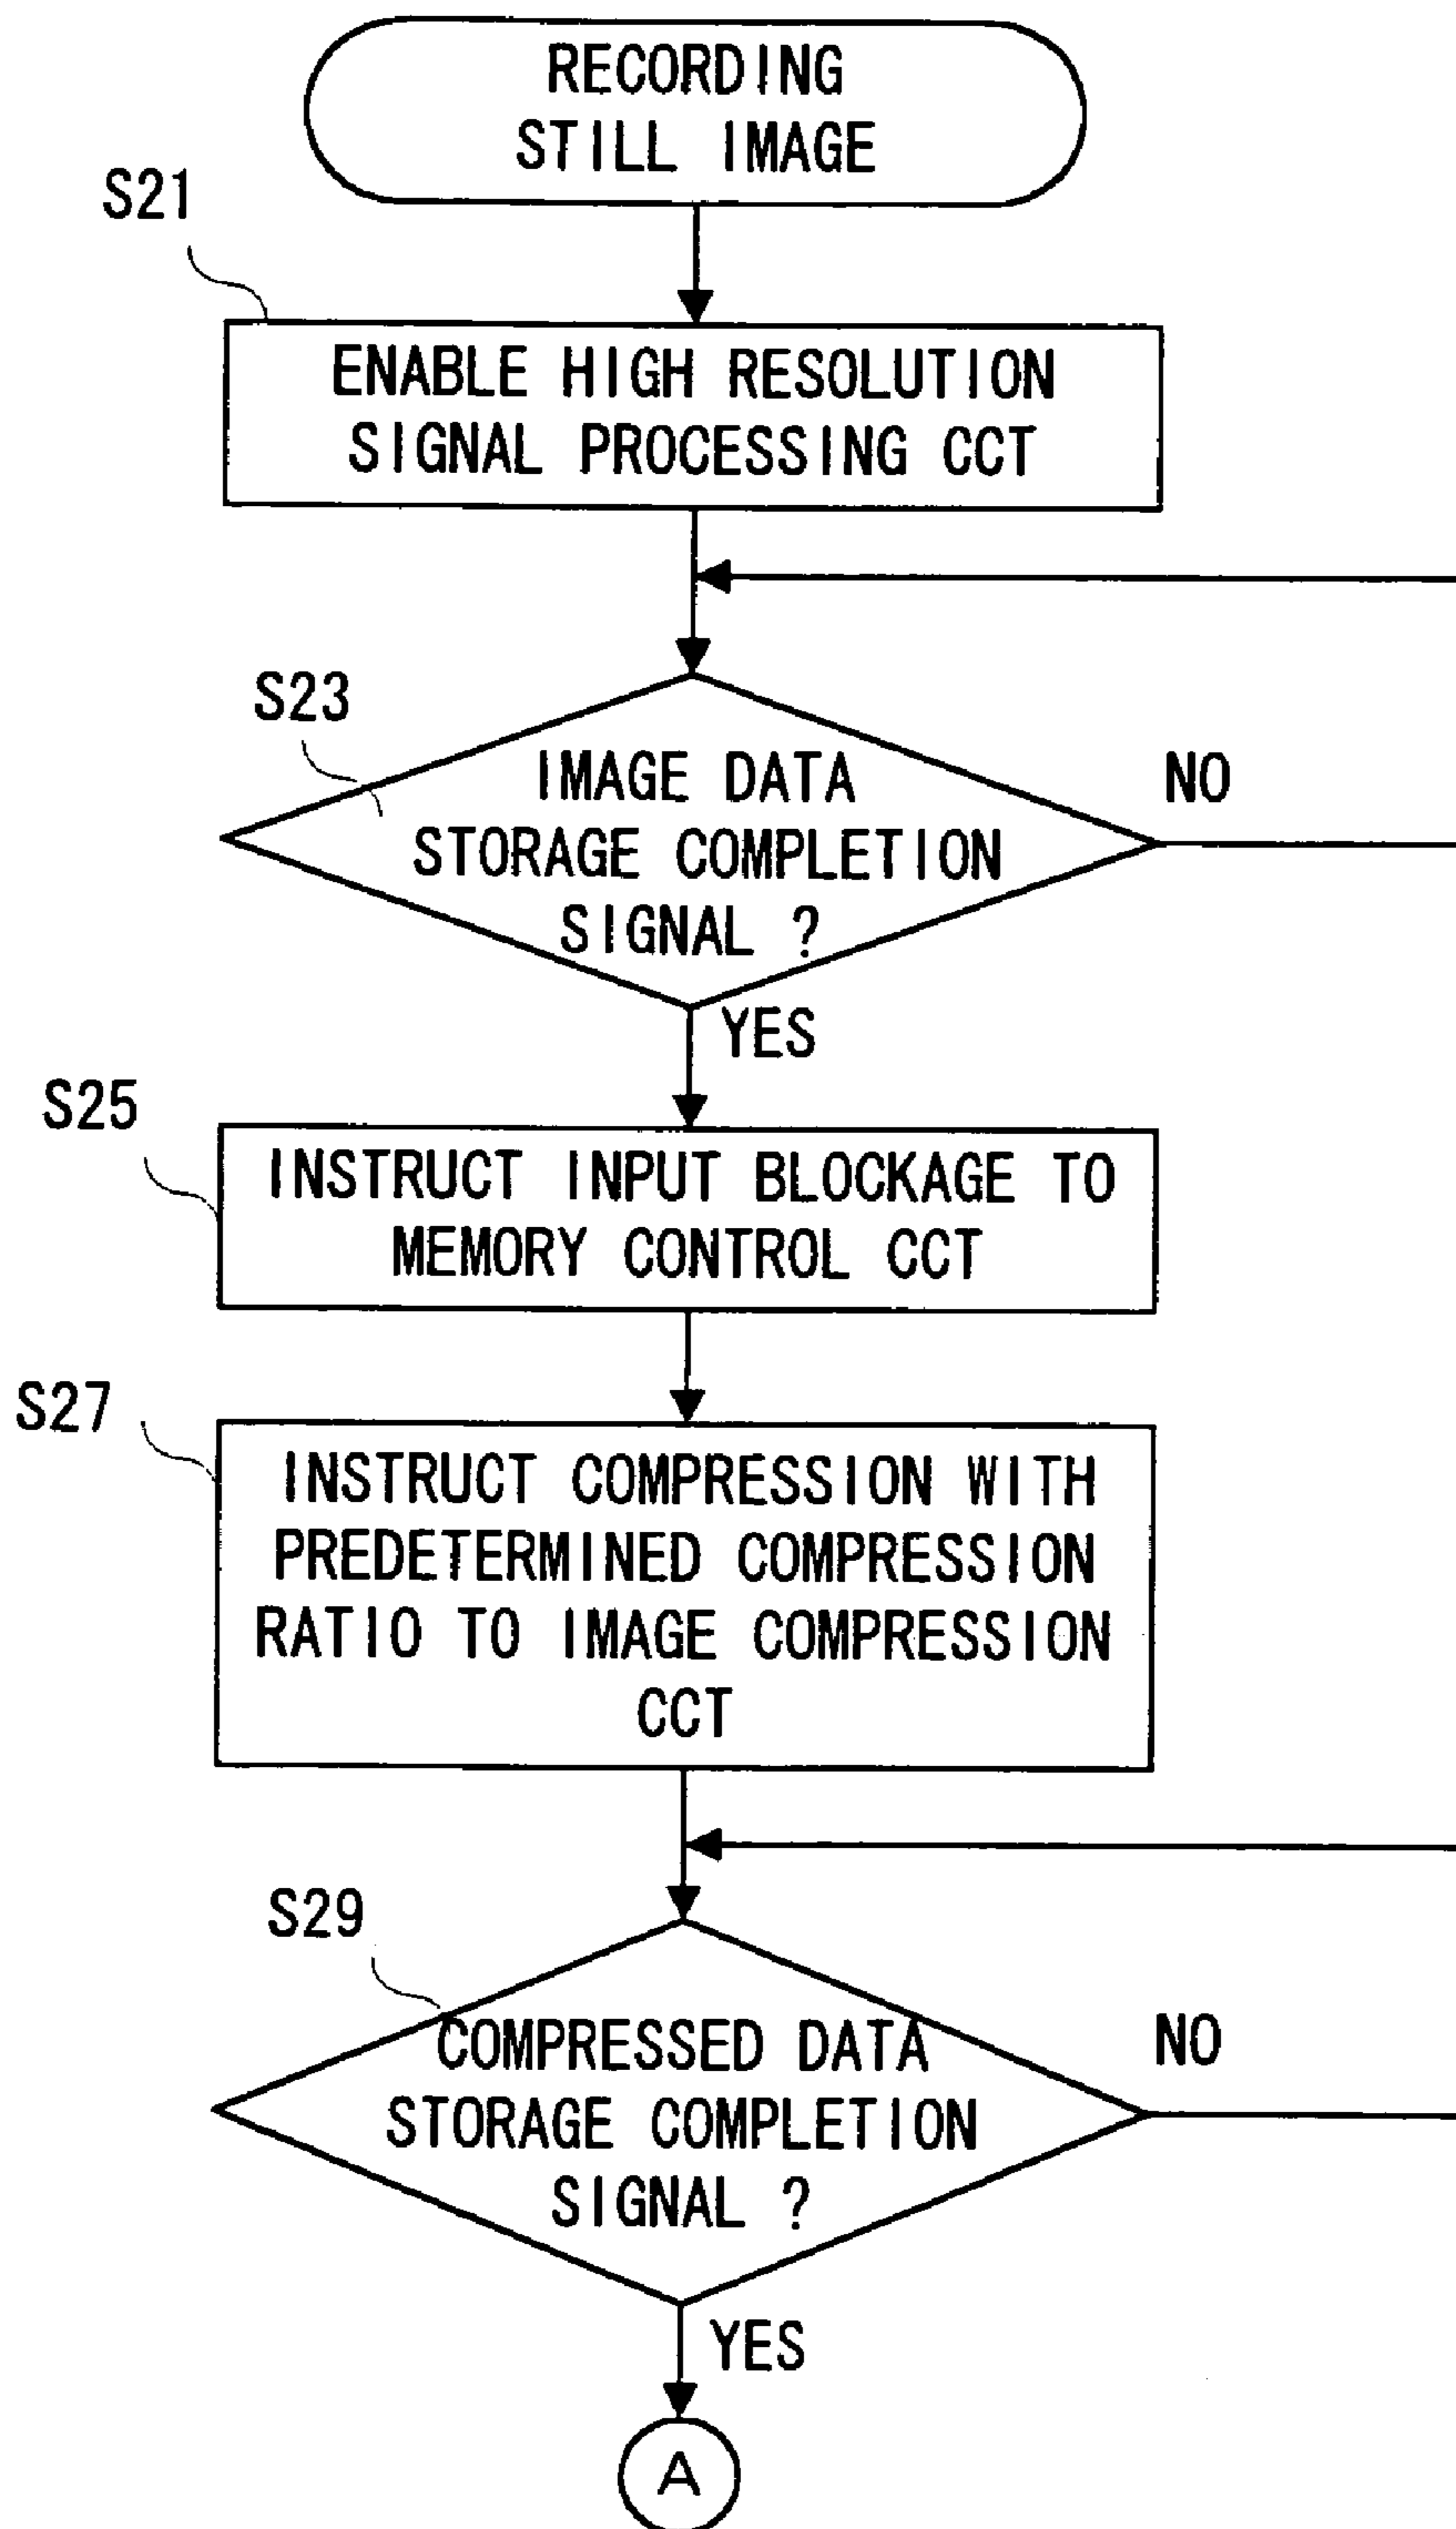 RECORDING
STILL IMAGE
S21
ENABLE HIGH RESOLUTION
SIGNAL PROCESSING CCT
S23
IMAGE DATA
STORAGE COMPLETION
SIGNAL ?
NO
YES
S25
INSTRUCT INPUT BLOCKAGE TO
MEMORY CONTROL CCT
S27
INSTRUCT COMPRESSION WITH
PREDETERMINED COMPRESSION
RATIO TO IMAGE COMPRESSION
CCT
S29
COMPRESSED DATA
STORAGE COMPLETION
SIGNAL ?
NO
YES
A